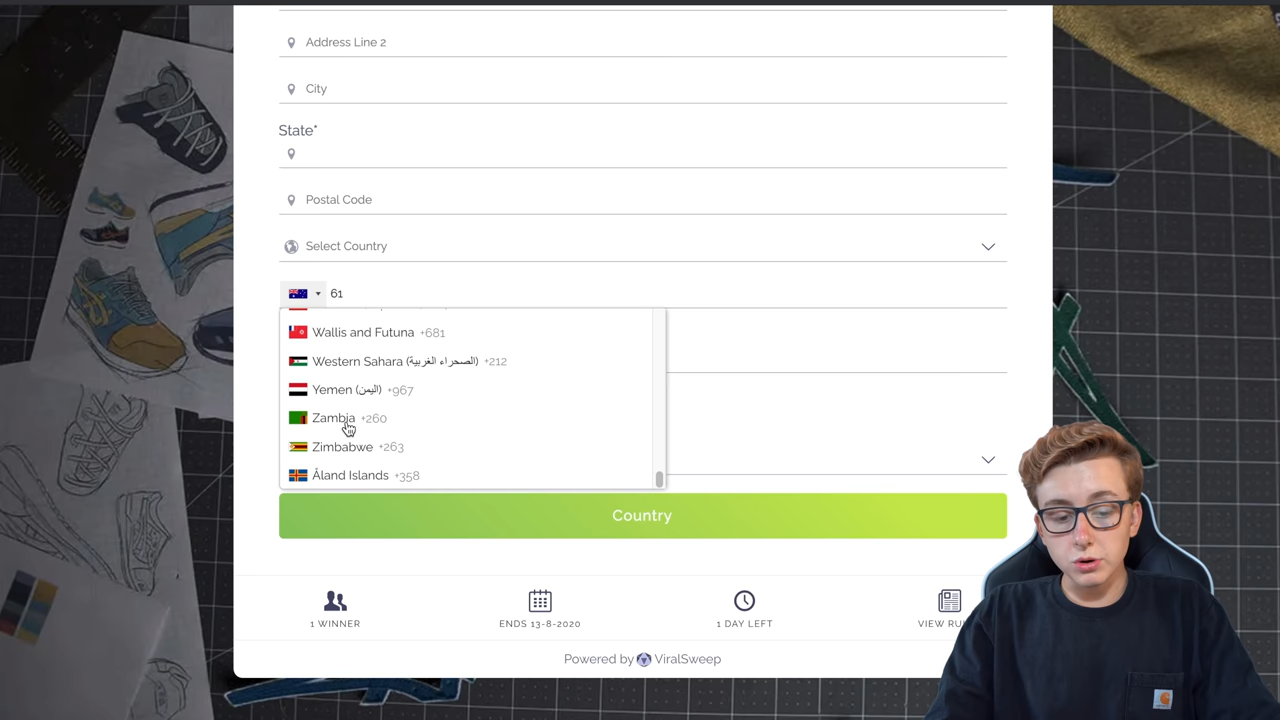 Address Line 2
City
State*
Postal Code
Select Country
61
Wallis and Futuna +681
Western Sahara (الصحراء الغربية) +212
Yemen (اليمن) +967
Zambia +260
Zimbabwe +263
Åland Islands +358
Country
1 WINNER
ENDS 13-8-2020
1 DAY LEFT
VIEW RU
Powered by ViralSweep